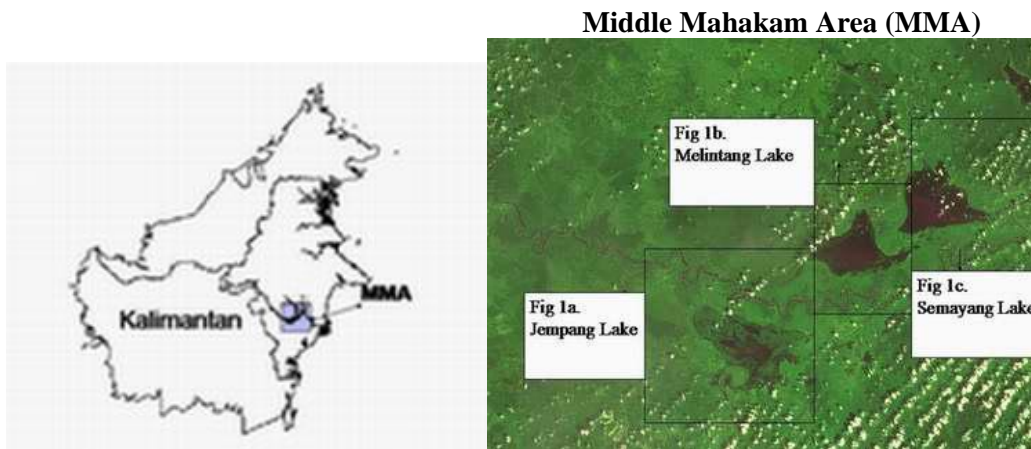 Middle Mahakam Area (MMA)
Kalimantan
MMA
Fig 1b.
Melintang Lake
Fig 1a.
Jempang Lake
Fig 1c.
Semayang Lake